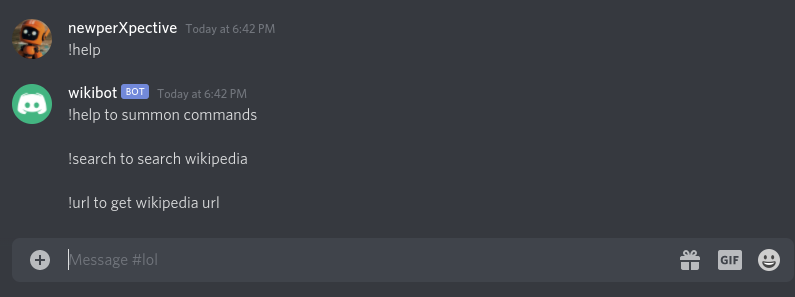 newperXpective Today at 6:42 PM
!help
wikibot BOT Today at 6:42 PM
!help to summon commands
!search to search wikipedia
!url to get wikipedia url
Message #lol GIF